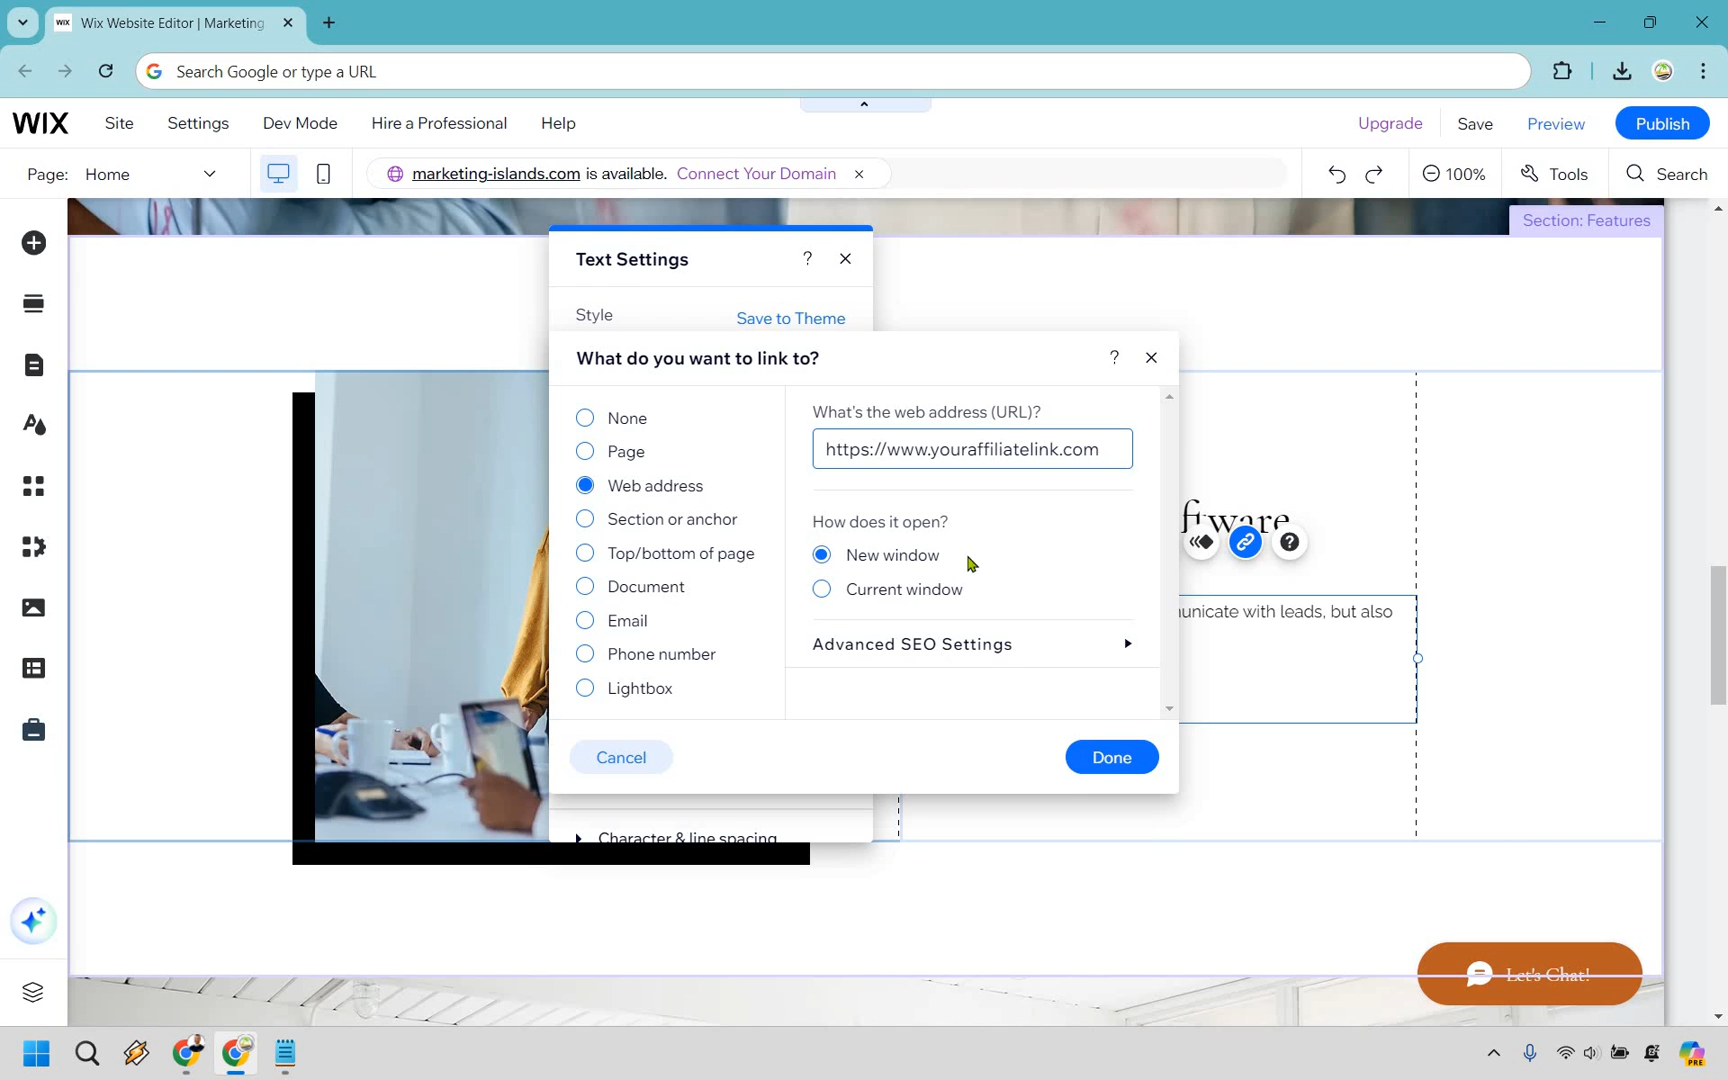 WIX Wix Website Editor | Marketing
Search Google or type a URL
WIX Site Settings Dev Mode Hire a Professional Help Upgrade Save Preview Publish
Page: Home marketing-islands.com is available. Connect Your Domain 100% Tools Search
Section: Features
Text Settings ?
Style Save to Theme
What do you want to link to? ?
None
Page
Web address
Section or anchor
Top/bottom of page
Document
Email
Phone number
Lightbox
What's the web address (URL)?
https://www.youraffiliatelink.com
How does it open?
New window
Current window
Advanced SEO Settings
Cancel Done
ftware
?
unicate with leads, but also
Character & line spacing
Let's Chat!
PRE